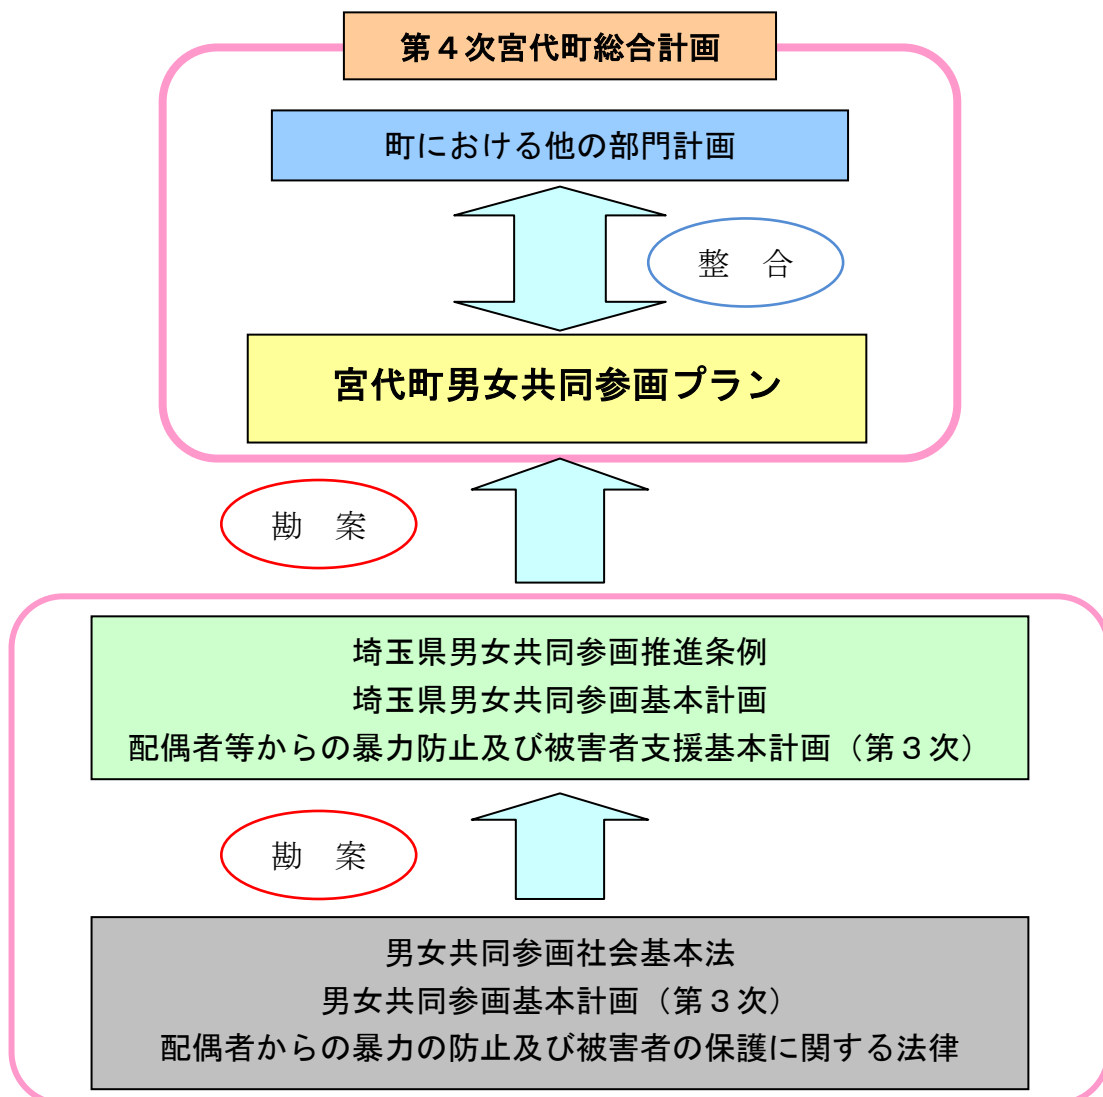 第４次宮代町総合計画
町における他の部門計画
整　合
宮代町男女共同参画プラン
勘　案
埼玉県男女共同参画推進条例
埼玉県男女共同参画基本計画
配偶者等からの暴力防止及び被害者支援基本計画（第３次）
勘　案
男女共同参画社会基本法
男女共同参画基本計画（第３次）
配偶者からの暴力の防止及び被害者の保護に関する法律